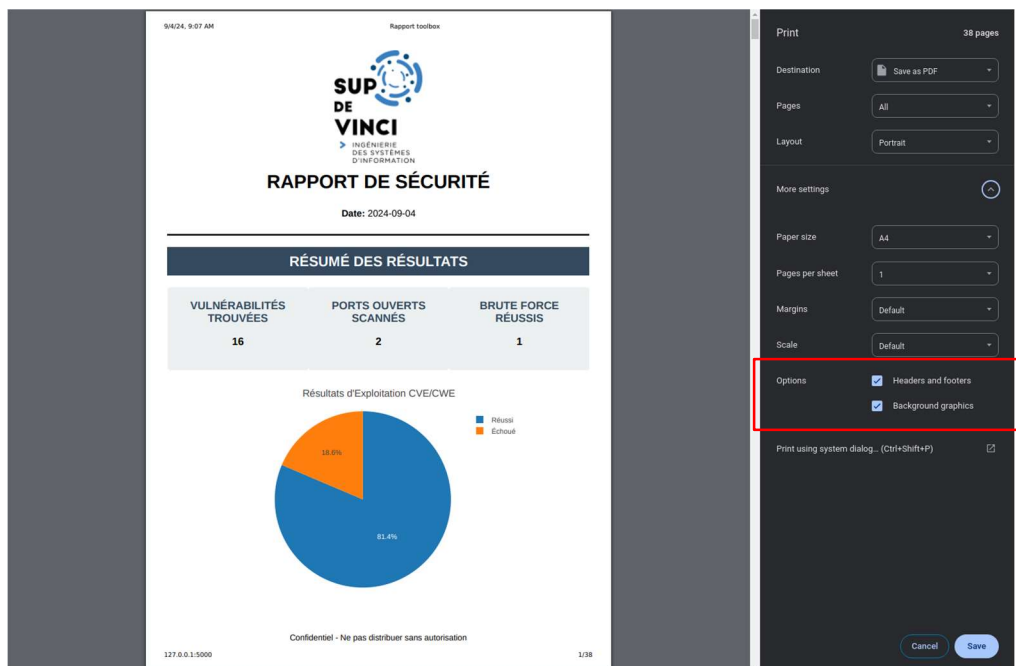 9/4/24, 9:07 AM
Rapport toolbox
SUP
DE
VINCI
INGÉNIERIE
DES SYSTÈMES
D'INFORMATION
RAPPORT DE SÉCURITÉ
Date: 2024-09-04
RÉSUMÉ DES RÉSULTATS
VULNÉRABILITÉS
TROUVÉES
16
PORTS OUVERTS
SCANNÉS
2
BRUTE FORCE
RÉUSSIS
1
Résultats d'Exploitation CVE/CWE
Réussi
Échoué
18.6%
81.4%
Confidentiel - Ne pas distribuer sans autorisation
127.0.0.1:5000
1/38
Print
38 pages
Destination
Save as PDF
Pages
All
Layout
Portrait
More settings
Paper size
A4
Pages per sheet
1
Margins
Default
Scale
Default
Options
Headers and footers
Background graphics
Print using system dialog... (Ctrl+Shift+P)
Cancel
Save